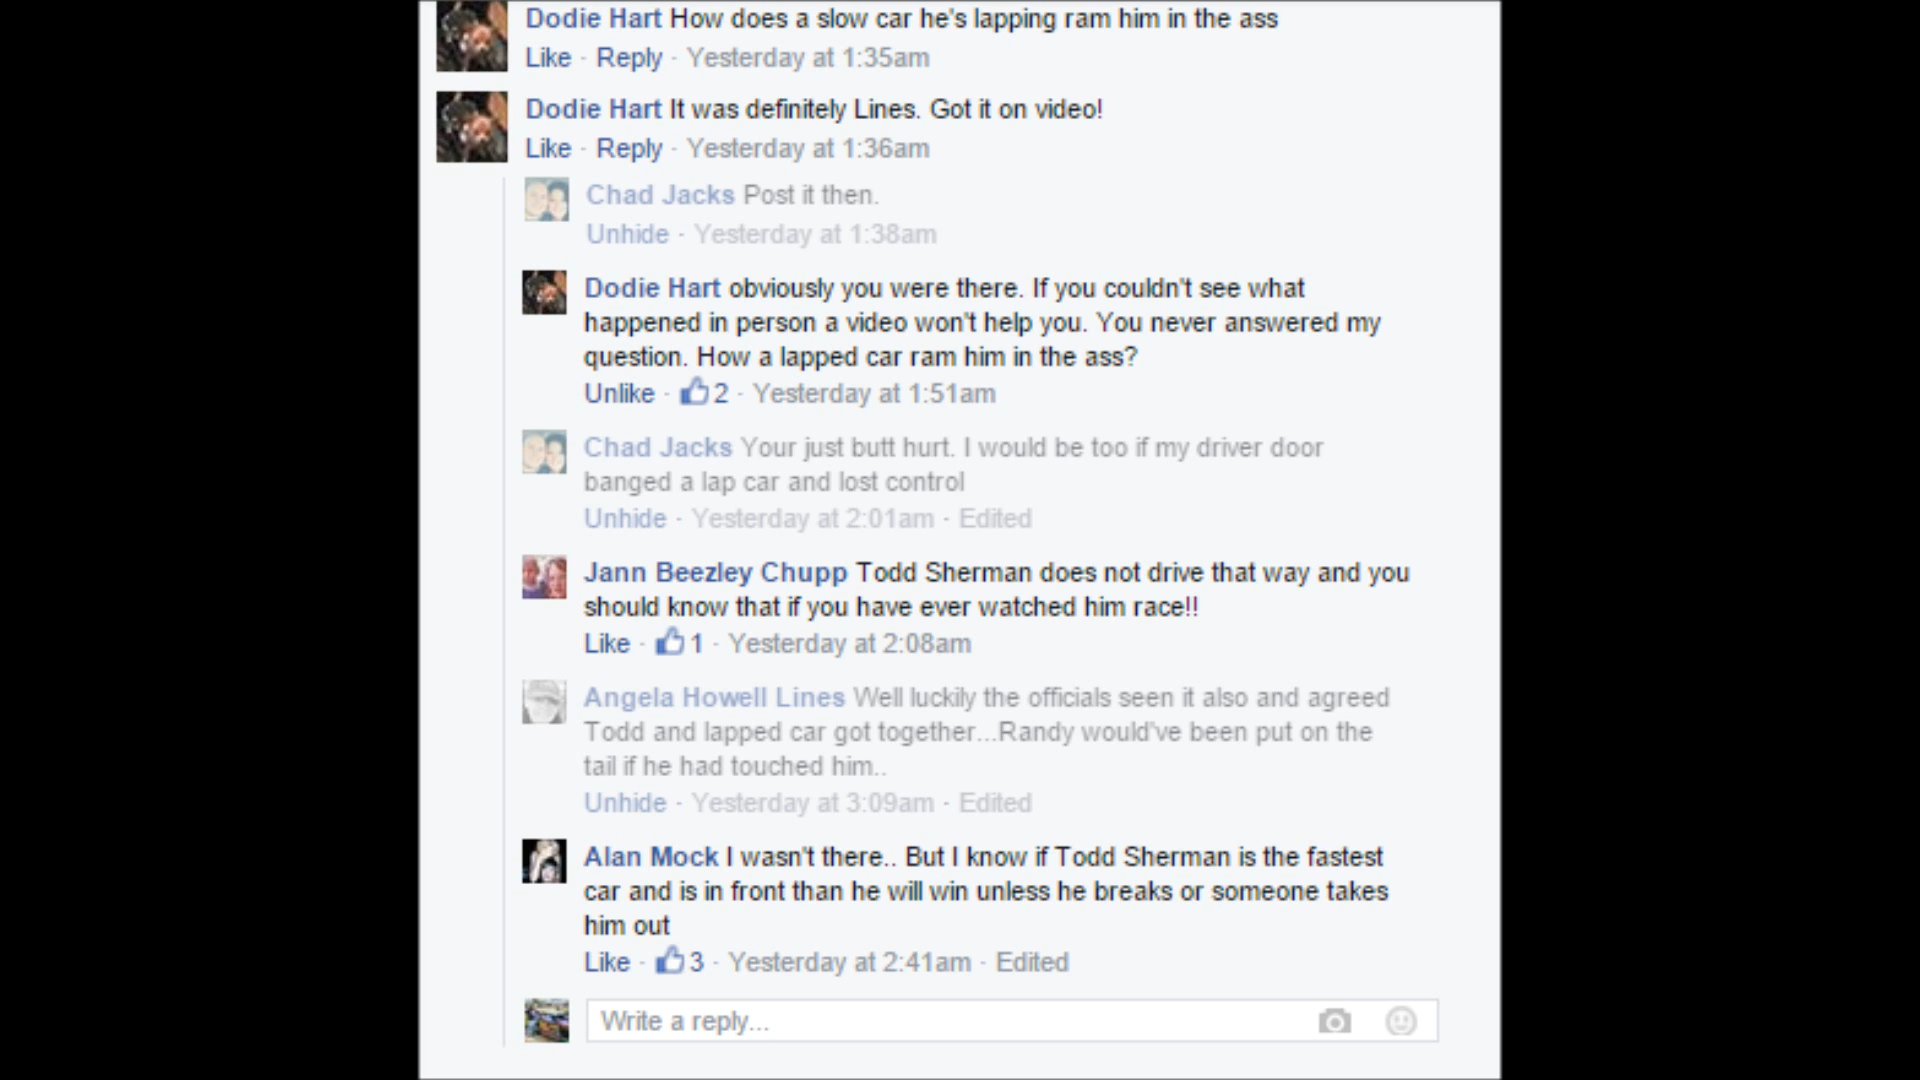 Dodie Hart How does a slow car he's lapping ram him in the ass
Like · Reply · Yesterday at 1:35am
Dodie Hart It was definitely Lines. Got it on video!
Like · Reply · Yesterday at 1:36am
Chad Jacks Post it then.
Unhide · Yesterday at 1:38am
Dodie Hart obviously you were there. If you couldn't see what
happened in person a video won't help you. You never answered my
question. How a lapped car ram him in the ass?
Unlike · 2 · Yesterday at 1:51am
Chad Jacks Your just butt hurt. I would be too if my driver door
banged a lap car and lost control
Unhide · Yesterday at 2:01am · Edited
Jann Beezley Chupp Todd Sherman does not drive that way and you
should know that if you have ever watched him race!!
Like · 1 · Yesterday at 2:08am
Angela Howell Lines Well luckily the officials seen it also and agreed
Todd and lapped car got together...Randy would've been put on the
tail if he had touched him..
Unhide · Yesterday at 3:09am · Edited
Alan Mock I wasn't there.. But I know if Todd Sherman is the fastest
car and is in front than he will win unless he breaks or someone takes
him out
Like · 3 · Yesterday at 2:41am · Edited
Write a reply...